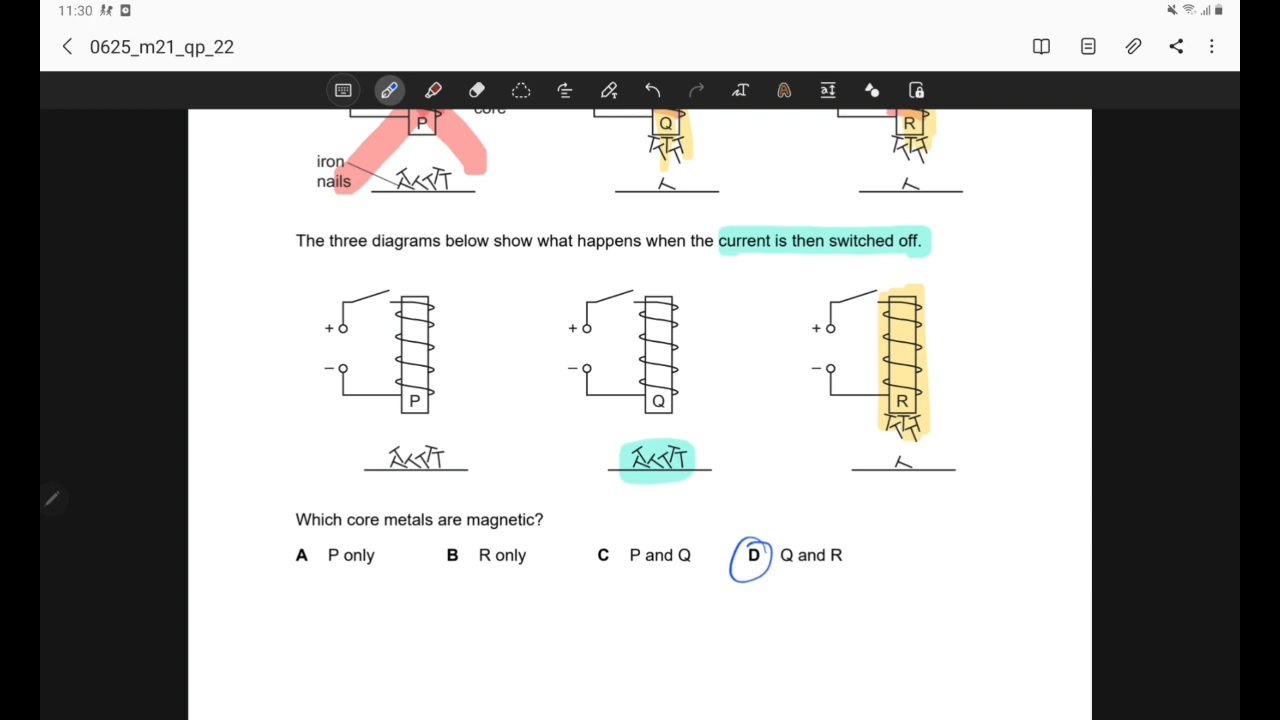 11:30
0625_m21_qp_22
core
P
Q
R
iron
nails
The three diagrams below show what happens when the current is then switched off.
+
+
+
−
−
−
P
Q
R
Which core metals are magnetic?
A P only B R only C P and Q D Q and R